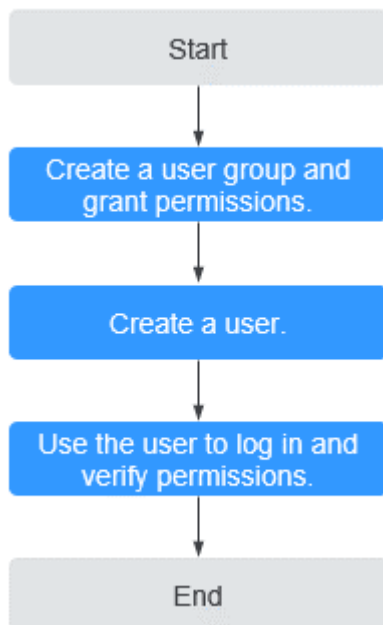 Start
Create a user group and
grant permissions.
Create a user.
Use the user to log in and
verify permissions.
End